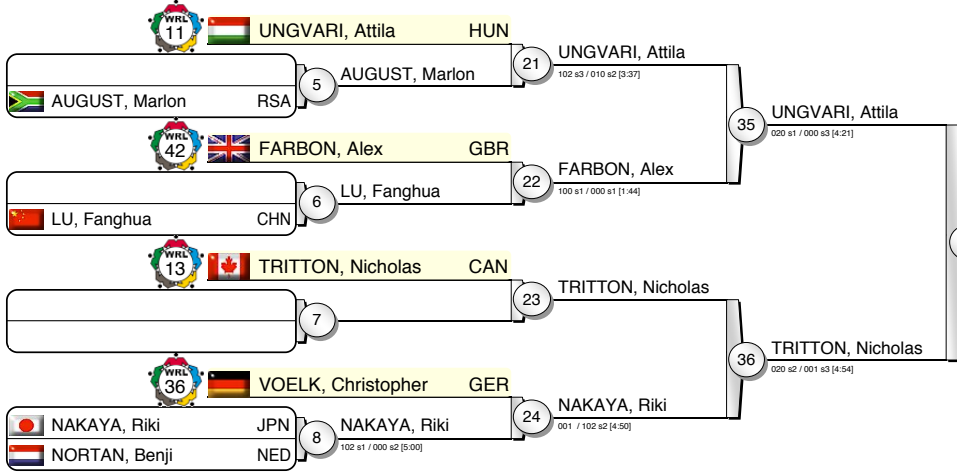 WRL
11
UNGVARI, Attila HUN
21
UNGVARI, Attila
102 s3 / 010 s2 [3:37]
5
AUGUST, Marlon
AUGUST, Marlon RSA
35
UNGVARI, Attila
020 s1 / 000 s3 [4:21]
WRL
42
FARBON, Alex GBR
22
FARBON, Alex
100 s1 / 000 s1 [1:44]
6
LU, Fanghua
LU, Fanghua CHN
WRL
13
TRITTON, Nicholas CAN
23
TRITTON, Nicholas
7
36
TRITTON, Nicholas
020 s2 / 001 s3 [4:54]
WRL
36
VOELK, Christopher GER
24
NAKAYA, Riki
001 / 102 s2 [4:50]
NAKAYA, Riki JPN
8
NAKAYA, Riki
102 s1 / 000 s2 [5:00]
NORTAN, Benji NED